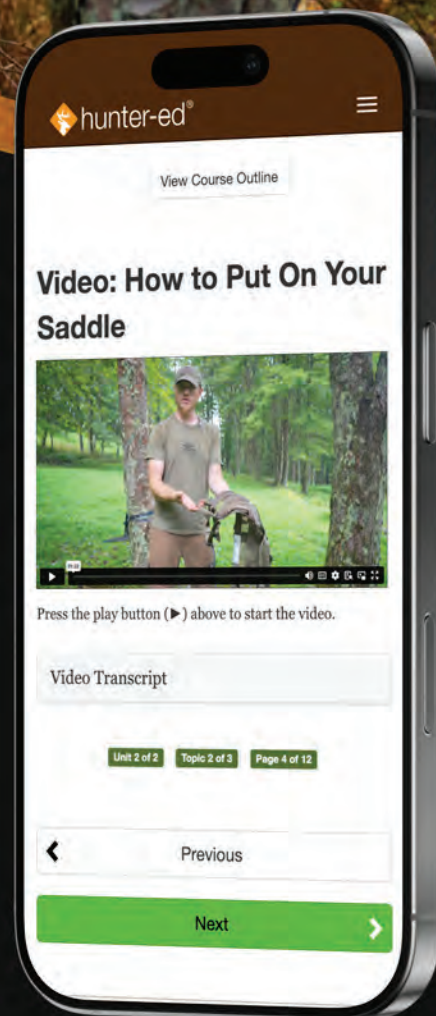 hunter-ed®
View Course Outline
Video: How to Put On Your
Saddle
Press the play button (▶) above to start the video.
Video Transcript
Unit 2 of 2 Topic 2 of 3 Page 4 of 12
Previous
Next